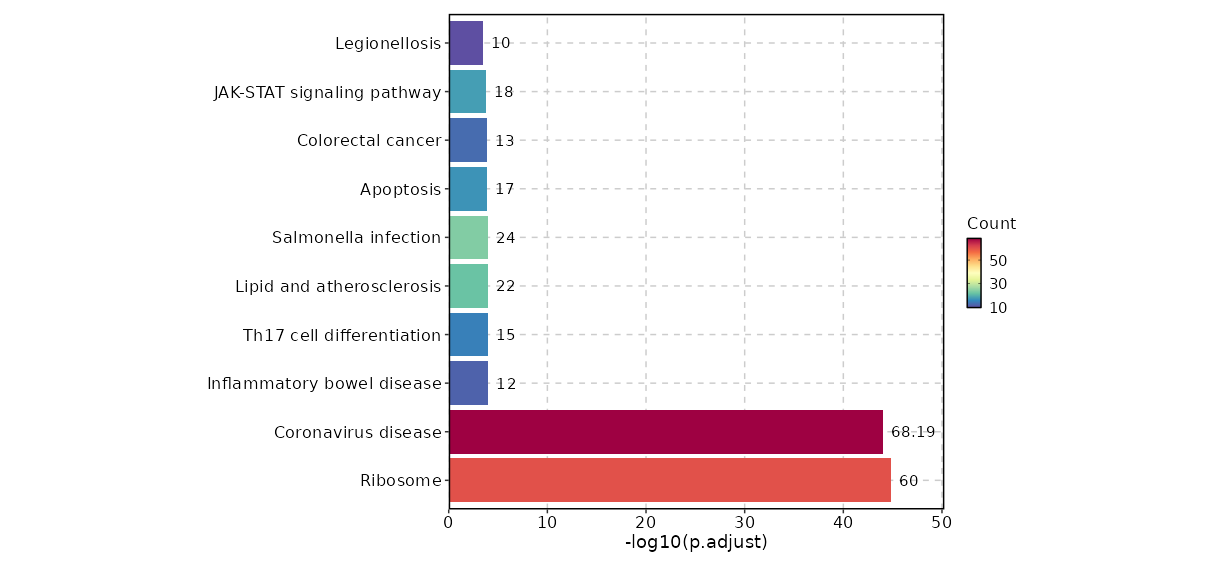 Legionellosis 10
JAK-STAT signaling pathway 18
Colorectal cancer 13
Apoptosis 17
Salmonella infection 24
Lipid and atherosclerosis 22
Th17 cell differentiation 15
Inflammatory bowel disease 12
Coronavirus disease 68.19
Ribosome 60
0 10 20 30 40 50
-log10(p.adjust)
Count
50
30
10